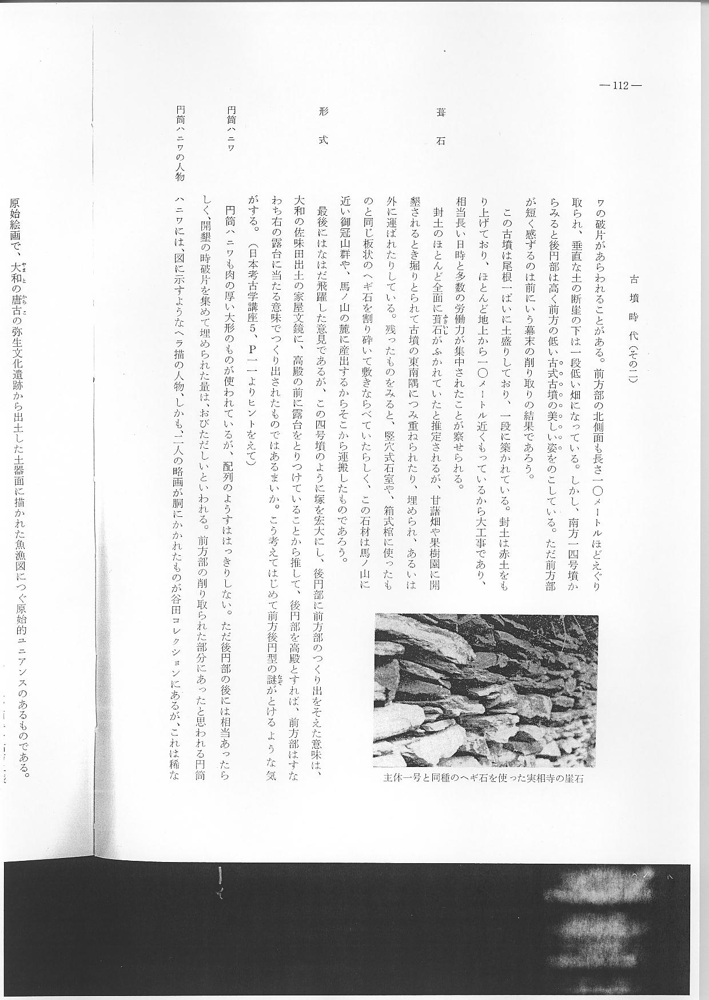 ―112―
古墳時代(その二)
ワの破片があらわれることがある。前方部の北側面も長さ一〇メートルほどえぐり
取られ、垂直な土の断崖の下は一段低い畑になっている。しかし、南方一四号墳か
らみると後円部は高く前方の低い古式古墳の美しい姿をのこしている。ただ前方部
が短く感ずるのは前にいう幕末の削り取りの結果であろう。
この古墳は尾根一ぱいに土盛りしており、一段に築かれている。封土は赤土をも
り上げており、ほとんど地上から一〇メートル近くもっているから大工事であり、
相当長い日時と多数の労働力が集中されたことが察せられる。
葺石
封土のほとんど全面に葺石がふかれていたと推定されるが、甘藷畑や果樹園に開
墾されるとき堀りとられて古墳の東南隅につみ重ねられたり、埋められ、あるいは
外に運ばれたりしている。残ったものをみると、竪穴式石室や、箱式棺に使ったも
のと同じ板状のヘギ石を割り砕いて敷きならべていたらしく、この石材は馬ノ山に
近い御冠山群や、馬ノ山の麓に産出するからそこから運搬したものであろう。
主体一号と同種のヘギ石を使った実相寺の崖石
形式
最後にはなはだ飛躍した意見であるが、この四号墳のように塚を宏大にし、後円部に前方部のつくり出をそえた意味は、
大和の佐味田出土の家屋文鏡に、高殿の前に露台をとりつけていることから推して、後円部を高殿とすれば、前方部はすな
わち右の露台に当たる意味でつくり出されたものではあるまいか。こう考えてはじめて前方後円型の謎がとけるような気
がする。(日本考古学講座5、P一一よりヒントをえて)
円筒ハニワ
円筒ハニワも肉の厚い大形のものが使われているが、配列のようすははっきりしない。ただ後円部の後には相当あったら
しく、開墾の時破片を集めて埋められた量は、おびただしいといわれる。前方部の削り取られた部分にあったと思われる円筒
円筒ハニワの人物
ハニワには、図に示すようなヘラ描の人物、しかも、二人の略画が胴にかかれたものが谷田コレクションにあるが、これは稀な
原始絵画で、大和の唐古の弥生文化遺跡から出土した土器面に描かれた魚漁図につぐ原始的ユニアンスのあるものである。